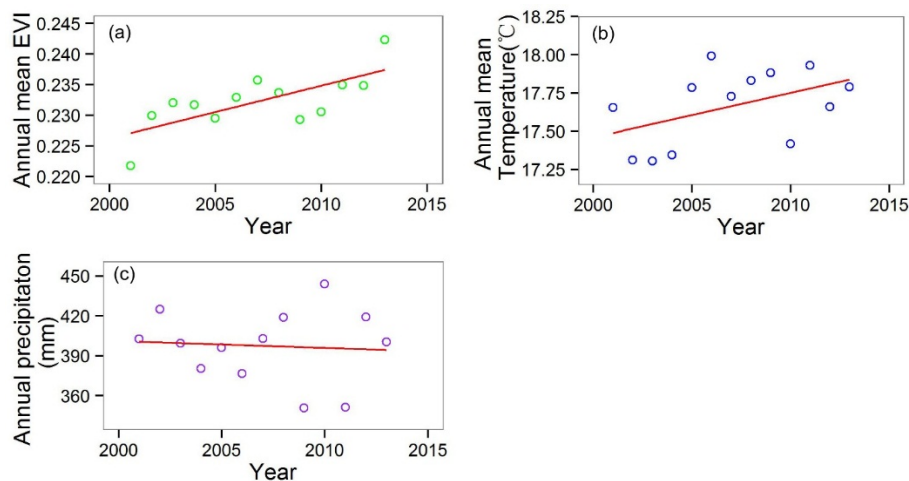 (a)
Annual mean EVI
0.245
0.240
0.235
0.230
0.225
0.220
2000 2005 2010 2015
Year
(b)
Annual mean
Temperature(℃)
18.25
18.00
17.75
17.50
17.25
2000 2005 2010 2015
Year
(c)
Annual precipitaton
(mm)
450
420
390
360
2000 2005 2010 2015
Year